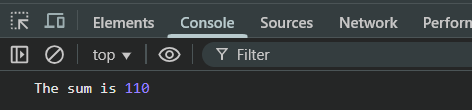 Elements Console Sources Network Perform
top Filter
The sum is 110